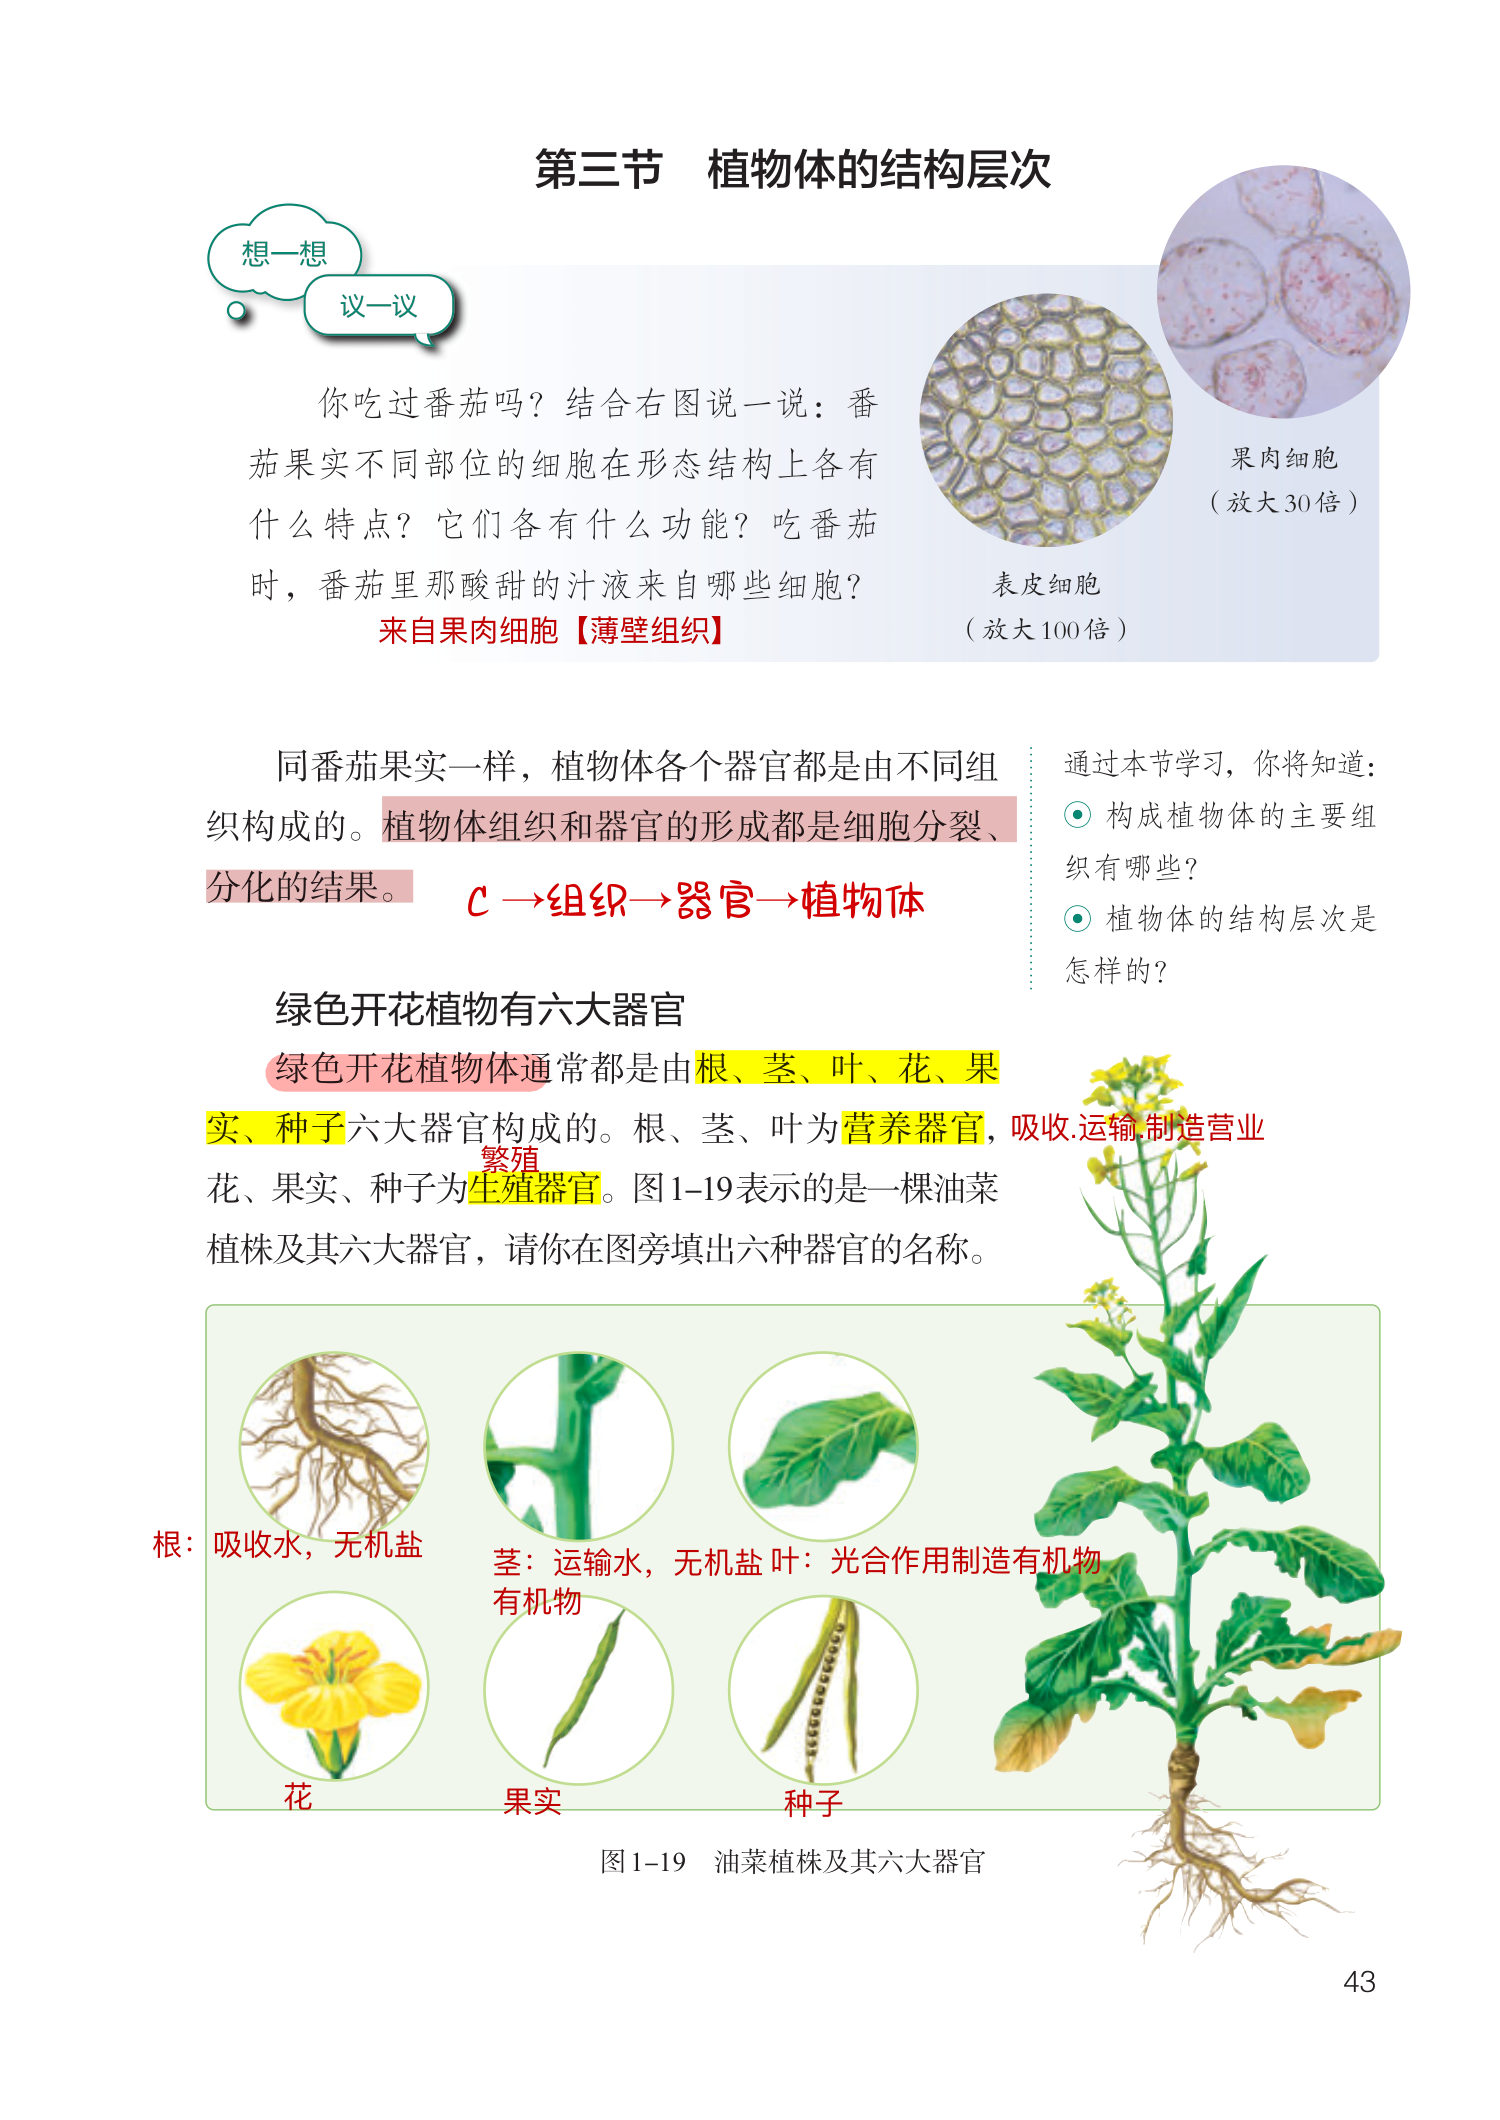 第三节 植物体的结构层次
想一想
议一议
你吃过番茄吗？结合右图说一说：番
茄果实不同部位的细胞在形态结构上各有
什么特点？它们各有什么功能？吃番茄
时，番茄里那酸甜的汁液来自哪些细胞？
来自果肉细胞【薄壁组织】
果肉细胞
（放大30倍）
表皮细胞
（放大100倍）
同番茄果实一样，植物体各个器官都是由不同组
织构成的。植物体组织和器官的形成都是细胞分裂、
分化的结果。
C→组织→器官→植物体
通过本节学习，你将知道：
⊙ 构成植物体的主要组
织有哪些？
⊙ 植物体的结构层次是
怎样的？
绿色开花植物有六大器官
绿色开花植物体通常都是由根、茎、叶、花、果
实、种子六大器官构成的。根、茎、叶为营养器官，吸收.运输.制造营业
繁殖
花、果实、种子为生殖器官。图1-19表示的是一棵油菜
植株及其六大器官，请你在图旁填出六种器官的名称。
根：吸收水，无机盐
茎：运输水，无机盐
有机物
叶：光合作用制造有机物
花
果实
种子
图1-19 油菜植株及其六大器官
43